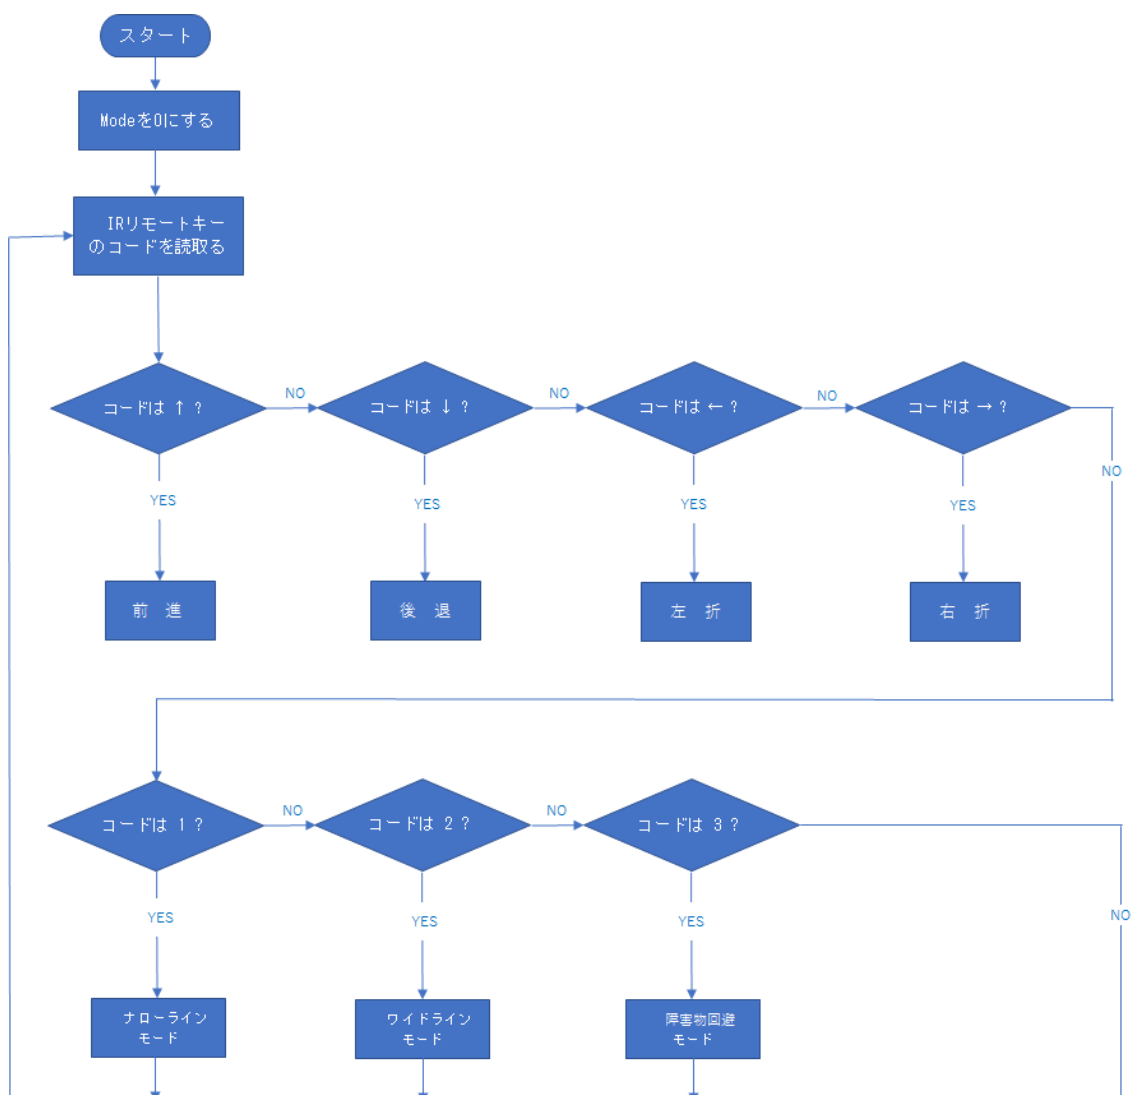 スタート
Modeを0にする
IRリモートキー
のコードを読取る
コードは ↑ ?
NO
コードは ↓ ?
NO
コードは ← ?
NO
コードは → ?
NO
YES
YES
YES
YES
前 進
後 退
左 折
右 折
コードは 1 ?
NO
コードは 2 ?
NO
コードは 3 ?
NO
YES
YES
YES
ナローライン
モード
ワイドライン
モード
障害物回避
モード